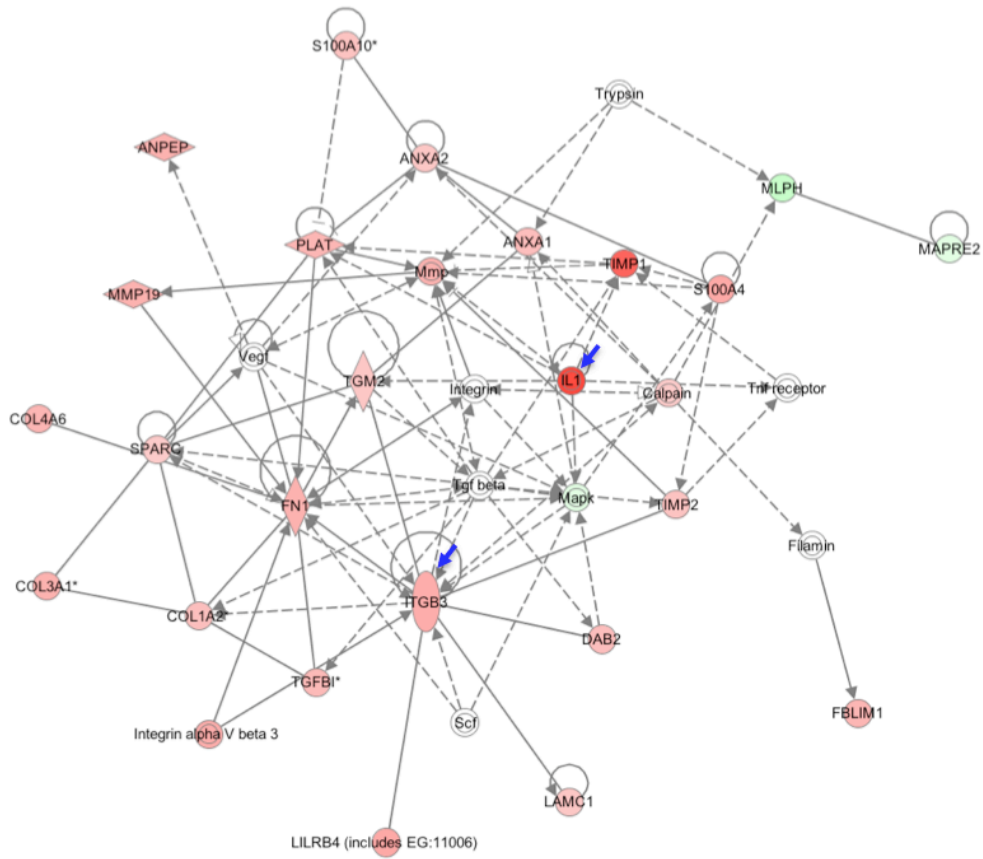 S100A10*
Trypsin
ANPEP
ANXA2
MLPH
PLAT
ANXA1
MAPRE2
Mmp
TIMP1
MMP19
S100A4
Vegf
TGM2
Integrin
IL1
Calpain
Tnf receptor
COL4A6
SPARC
Tgf beta
Mapk
FN1
TIMP2
Filamin
COL3A1*
COL1A2*
ITGB3
DAB2
TGFBI*
Integrin alpha V beta 3
Scf
FBLIM1
LAMC1
LILRB4 (includes EG:11006)